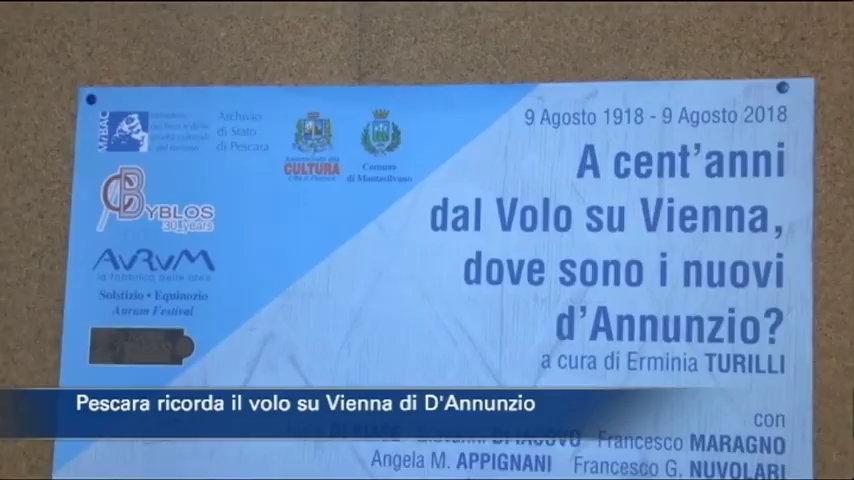 MiBAC
Archivio
di Stato
di Pescara
CULTURA
Comune
di Montesilvano
BYBLOS
30 years
AVRVM
la fabbrica delle idee
Solstizio • Equinozio
Aurum Festival
9 Agosto 1918 - 9 Agosto 2018
A cent'anni
dal Volo su Vienna,
dove sono i nuovi
d'Annunzio?
a cura di Erminia TURILLI
Pescara ricorda il volo su Vienna di D'Annunzio
con
Giovanni DI IACOVO Francesco MARAGNO
Angela M. APPIGNANI Francesco G. NUVOLARI